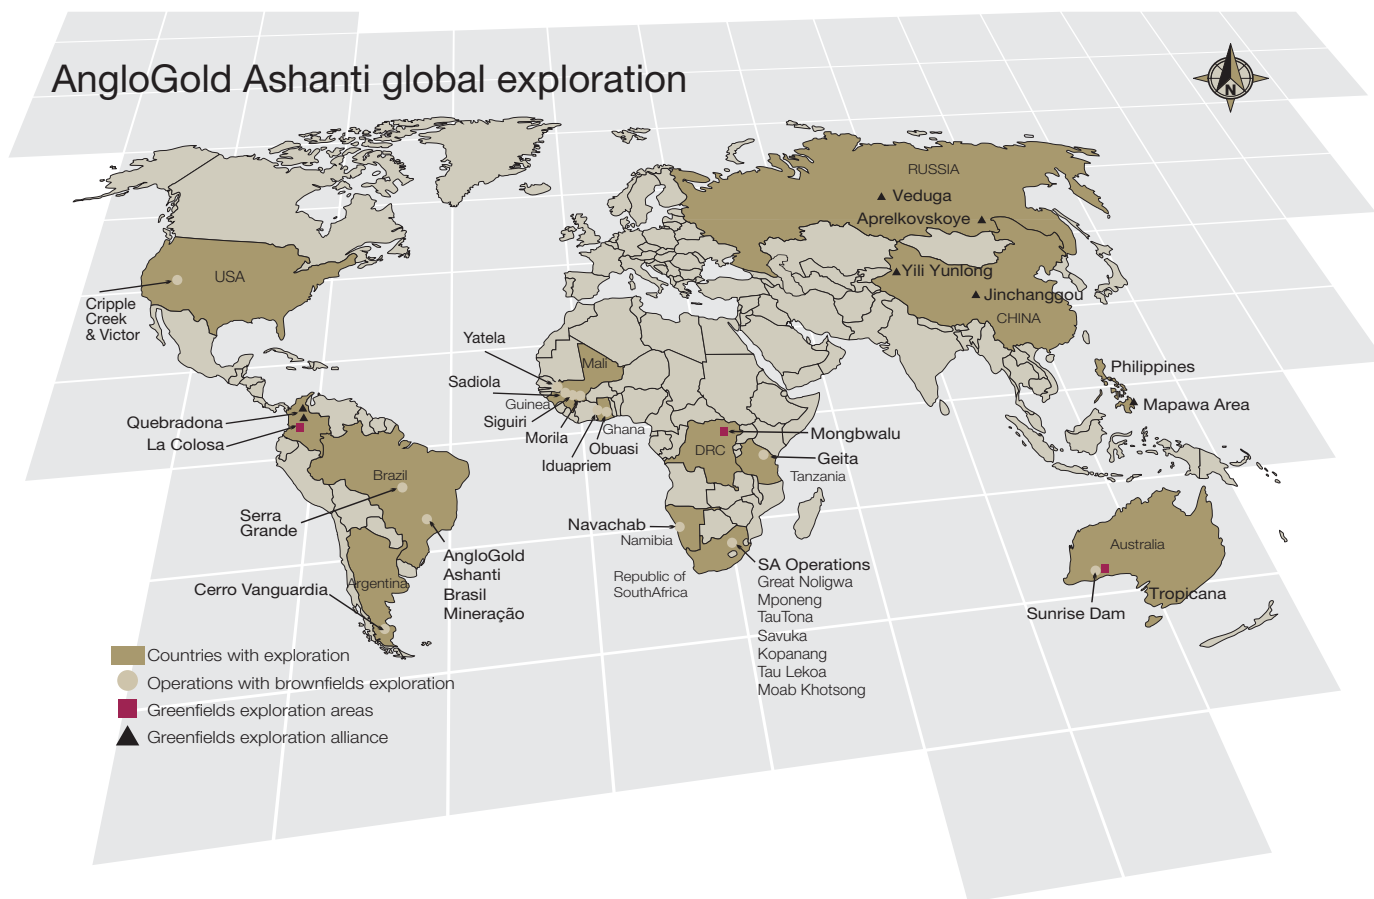 AngloGold Ashanti global exploration
N
RUSSIA
Veduga
Aprelkovskoye
Yili Yunlong
Jinchanggou
CHINA
USA
Cripple
Creek
& Victor
Philippines
Mapawa Area
Yatela
Mali
Sadiola
Guinea
Siguiri
Morila
Ghana
Obuasi
Iduapriem
Quebradona
La Colosa
Mongbwalu
DRC
Geita
Tanzania
Brazil
Serra
Grande
Navachab
Namibia
AngloGold
Ashanti
Brasil
Mineração
Argentina
Cerro Vanguardia
Republic of
SouthAfrica
SA Operations
Great Noligwa
Mponeng
TauTona
Savuka
Kopanang
Tau Lekoa
Moab Khotsong
Australia
Tropicana
Sunrise Dam
Countries with exploration
Operations with brownfields exploration
Greenfields exploration areas
Greenfields exploration alliance